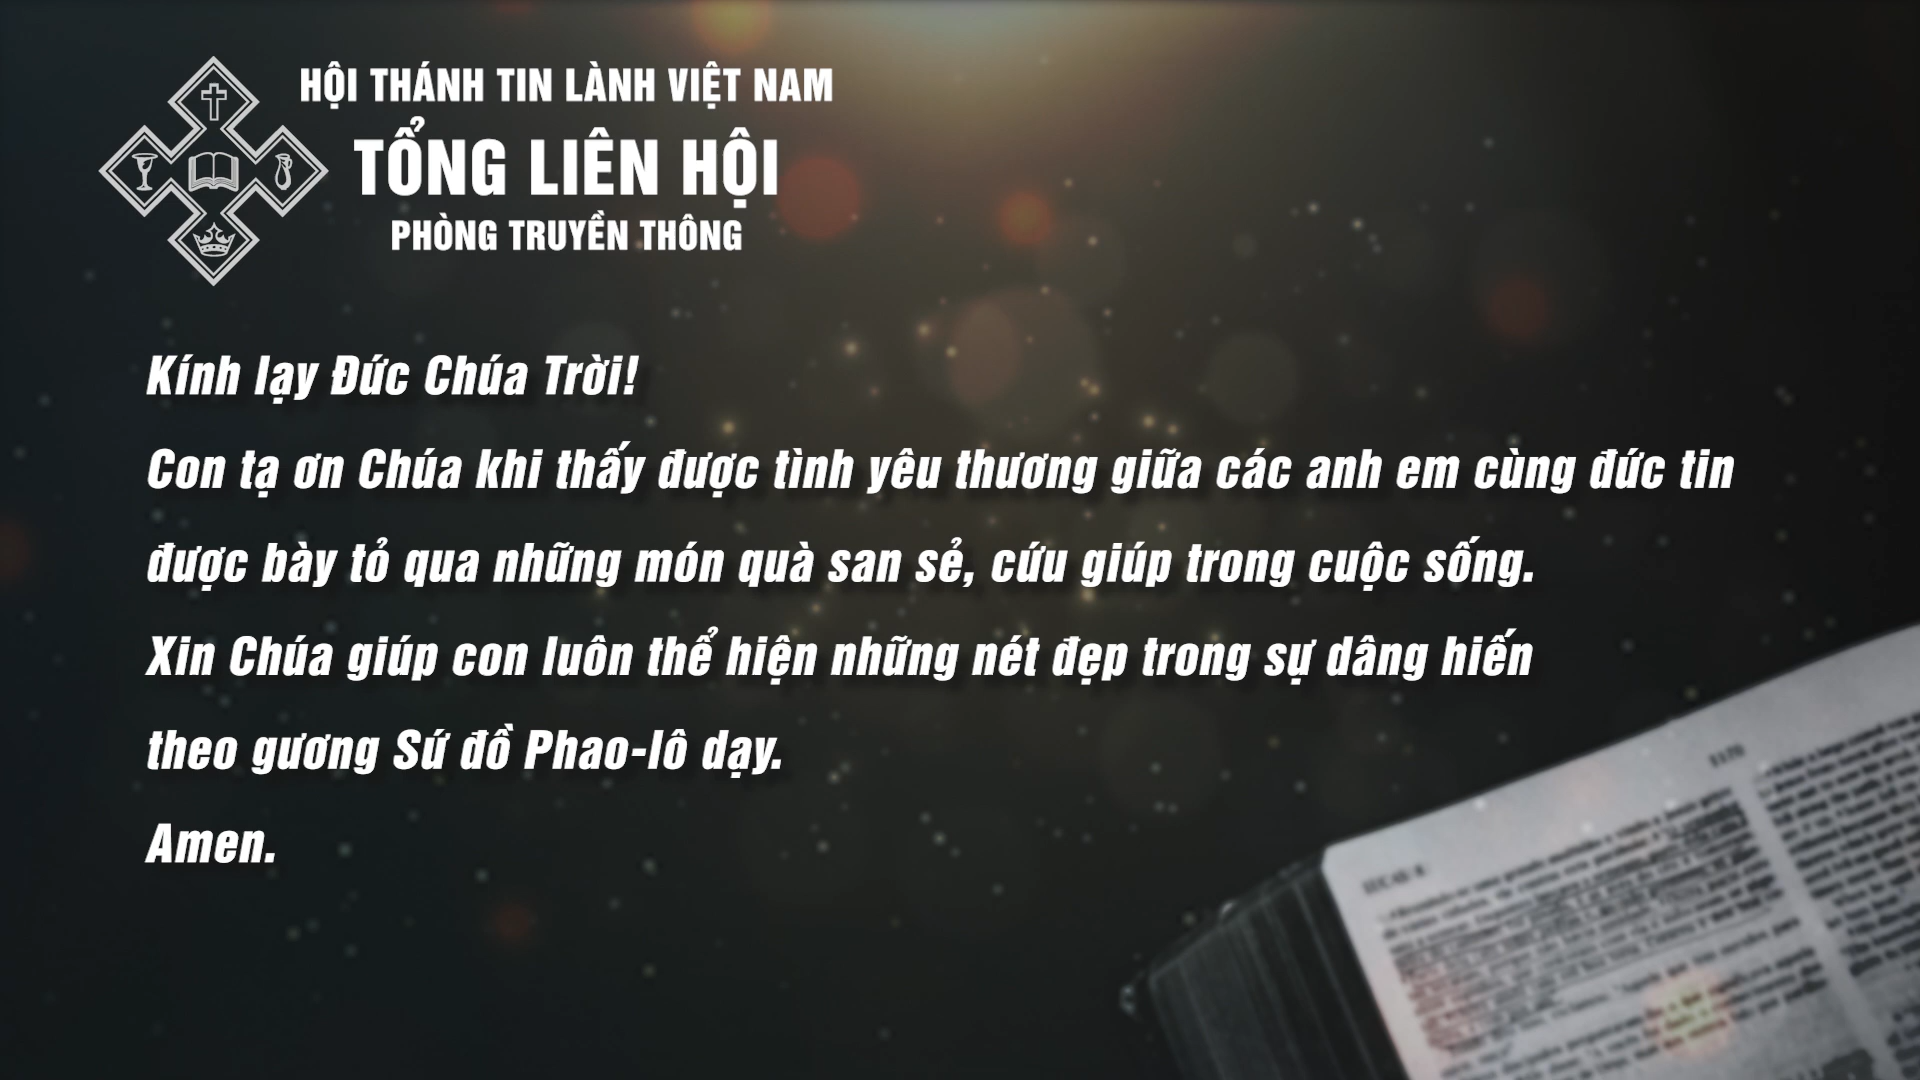 HỘI THÁNH TIN LÀNH VIỆT NAM
TỔNG LIÊN HỘI
PHÒNG TRUYỀN THÔNG
Kính lạy Đức Chúa Trời!
Con tạ ơn Chúa khi thấy được tình yêu thương giữa các anh em cùng đức tin
được bày tỏ qua những món quà san sẻ, cứu giúp trong cuộc sống.
Xin Chúa giúp con luôn thể hiện những nét đẹp trong sự dâng hiến
theo gương Sứ đồ Phao-lô dạy.
Amen.